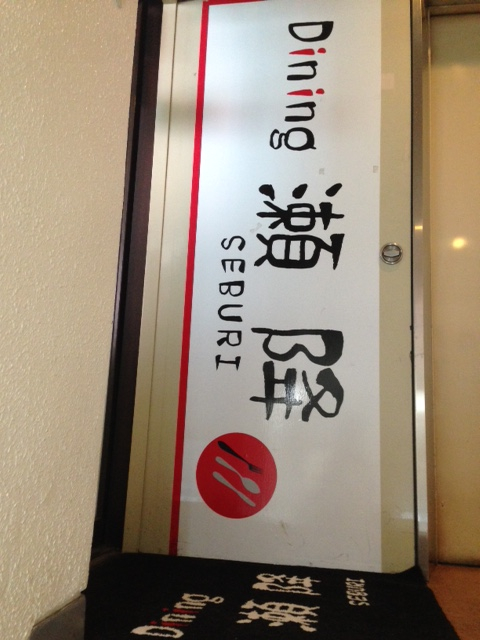 Dining 瀬降
SEBURI
Dining
瀬降
SEBURI